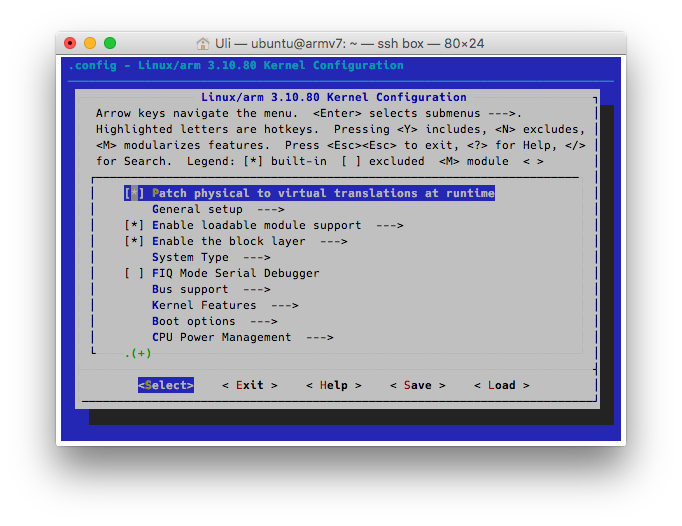 Uli — ubuntu@armv7: ~ — ssh box — 80×24
.config - Linux/arm 3.10.80 Kernel Configuration
Linux/arm 3.10.80 Kernel Configuration
Arrow keys navigate the menu.  <Enter> selects submenus --->.
Highlighted letters are hotkeys.  Pressing <Y> includes, <N> excludes,
<M> modularizes features.  Press <Esc><Esc> to exit, <?> for Help, </>
for Search.  Legend: [*] built-in  [ ] excluded  <M> module  < >
[*] Patch physical to virtual translations at runtime
General setup  --->
[*] Enable loadable module support  --->
[*] Enable the block layer  --->
System Type  --->
[ ] FIQ Mode Serial Debugger
Bus support  --->
Kernel Features  --->
Boot options  --->
CPU Power Management  --->
.(+)
<Select>    < Exit >    < Help >    < Save >    < Load >